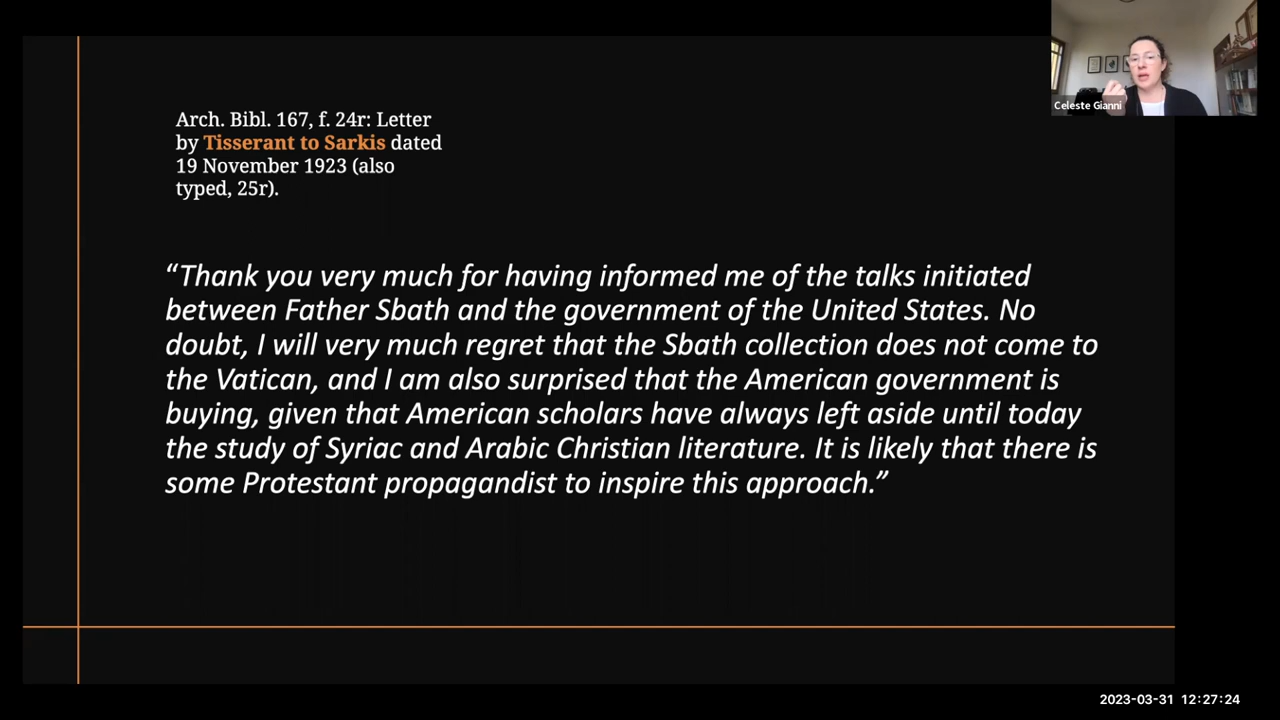 Arch. Bibl. 167, f. 24r: Letter
by Tisserant to Sarkis dated
19 November 1923 (also
typed, 25r).
“Thank you very much for having informed me of the talks initiated
between Father Sbath and the government of the United States. No
doubt, I will very much regret that the Sbath collection does not come to
the Vatican, and I am also surprised that the American government is
buying, given that American scholars have always left aside until today
the study of Syriac and Arabic Christian literature. It is likely that there is
some Protestant propagandist to inspire this approach.”
Celeste Gianni
2023-03-31 12:27:24